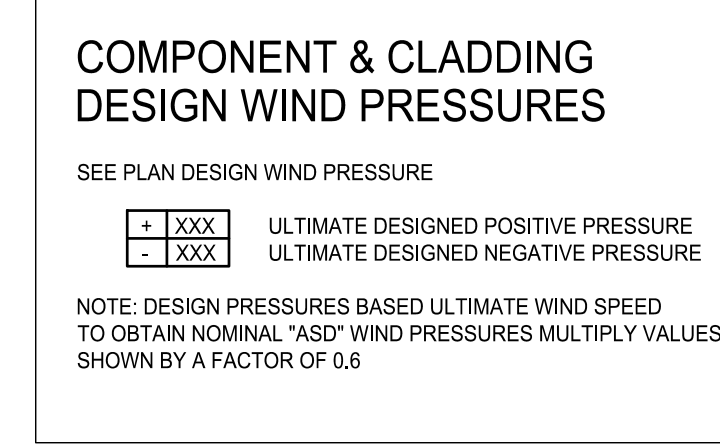 COMPONENT & CLADDING
DESIGN WIND PRESSURES
SEE PLAN DESIGN WIND PRESSURE
+ XXX ULTIMATE DESIGNED POSITIVE PRESSURE
- XXX ULTIMATE DESIGNED NEGATIVE PRESSURE
NOTE: DESIGN PRESSURES BASED ULTIMATE WIND SPEED
TO OBTAIN NOMINAL "ASD" WIND PRESSURES MULTIPLY VALUES
SHOWN BY A FACTOR OF 0.6